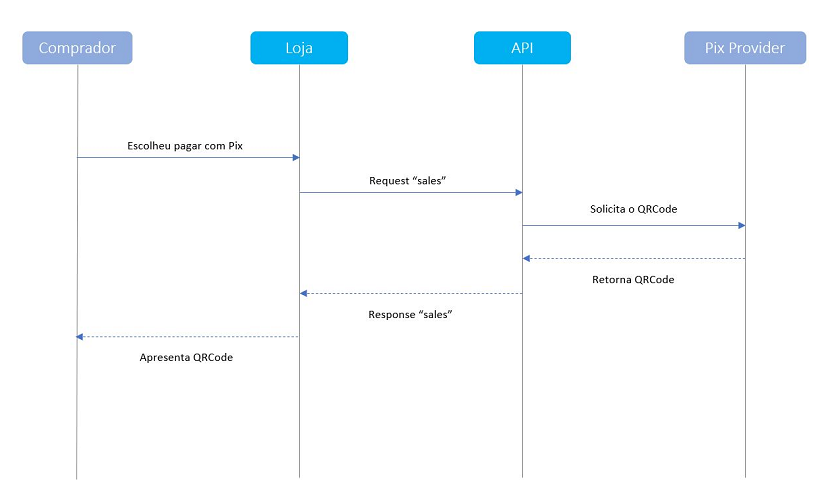 Comprador
Loja
API
Pix Provider
Escolheu pagar com Pix
Request “sales”
Solicita o QRCode
Retorna QRCode
Response “sales”
Apresenta QRCode